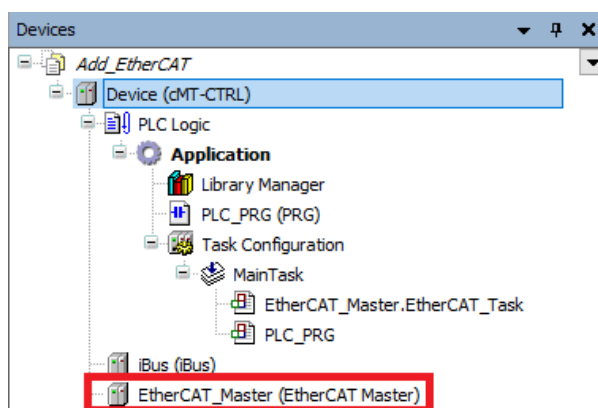 Devices
Add_EtherCAT
Device (cMT-CTRL)
PLC Logic
Application
Library Manager
PLC_PRG (PRG)
Task Configuration
MainTask
EtherCAT_Master.EtherCAT_Task
PLC_PRG
iBus (iBus)
EtherCAT_Master (EtherCAT Master)